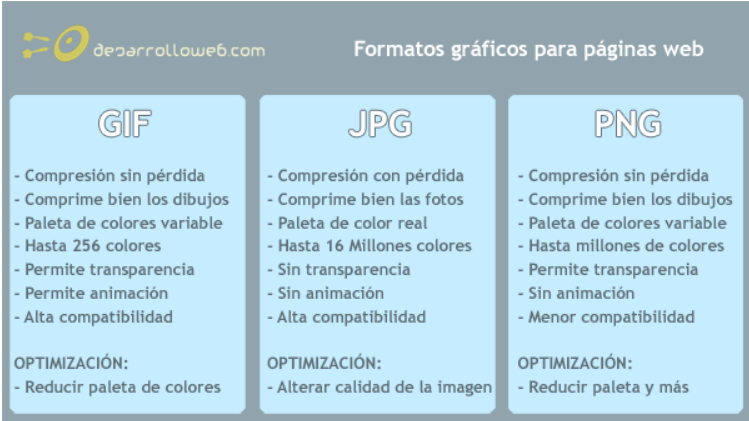 desarrolloweb.com
Formatos gráficos para páginas web
GIF
- Compresión sin pérdida
- Comprime bien los dibujos
- Paleta de colores variable
- Hasta 256 colores
- Permite transparencia
- Permite animación
- Alta compatibilidad
OPTIMIZACIÓN:
- Reducir paleta de colores
JPG
- Compresión con pérdida
- Comprime bien las fotos
- Paleta de color real
- Hasta 16 Millones colores
- Sin transparencia
- Sin animación
- Alta compatibilidad
OPTIMIZACIÓN:
- Alterar calidad de la imagen
PNG
- Compresión sin pérdida
- Comprime bien los dibujos
- Paleta de colores variable
- Hasta millones de colores
- Permite transparencia
- Sin animación
- Menor compatibilidad
OPTIMIZACIÓN:
- Reducir paleta y más